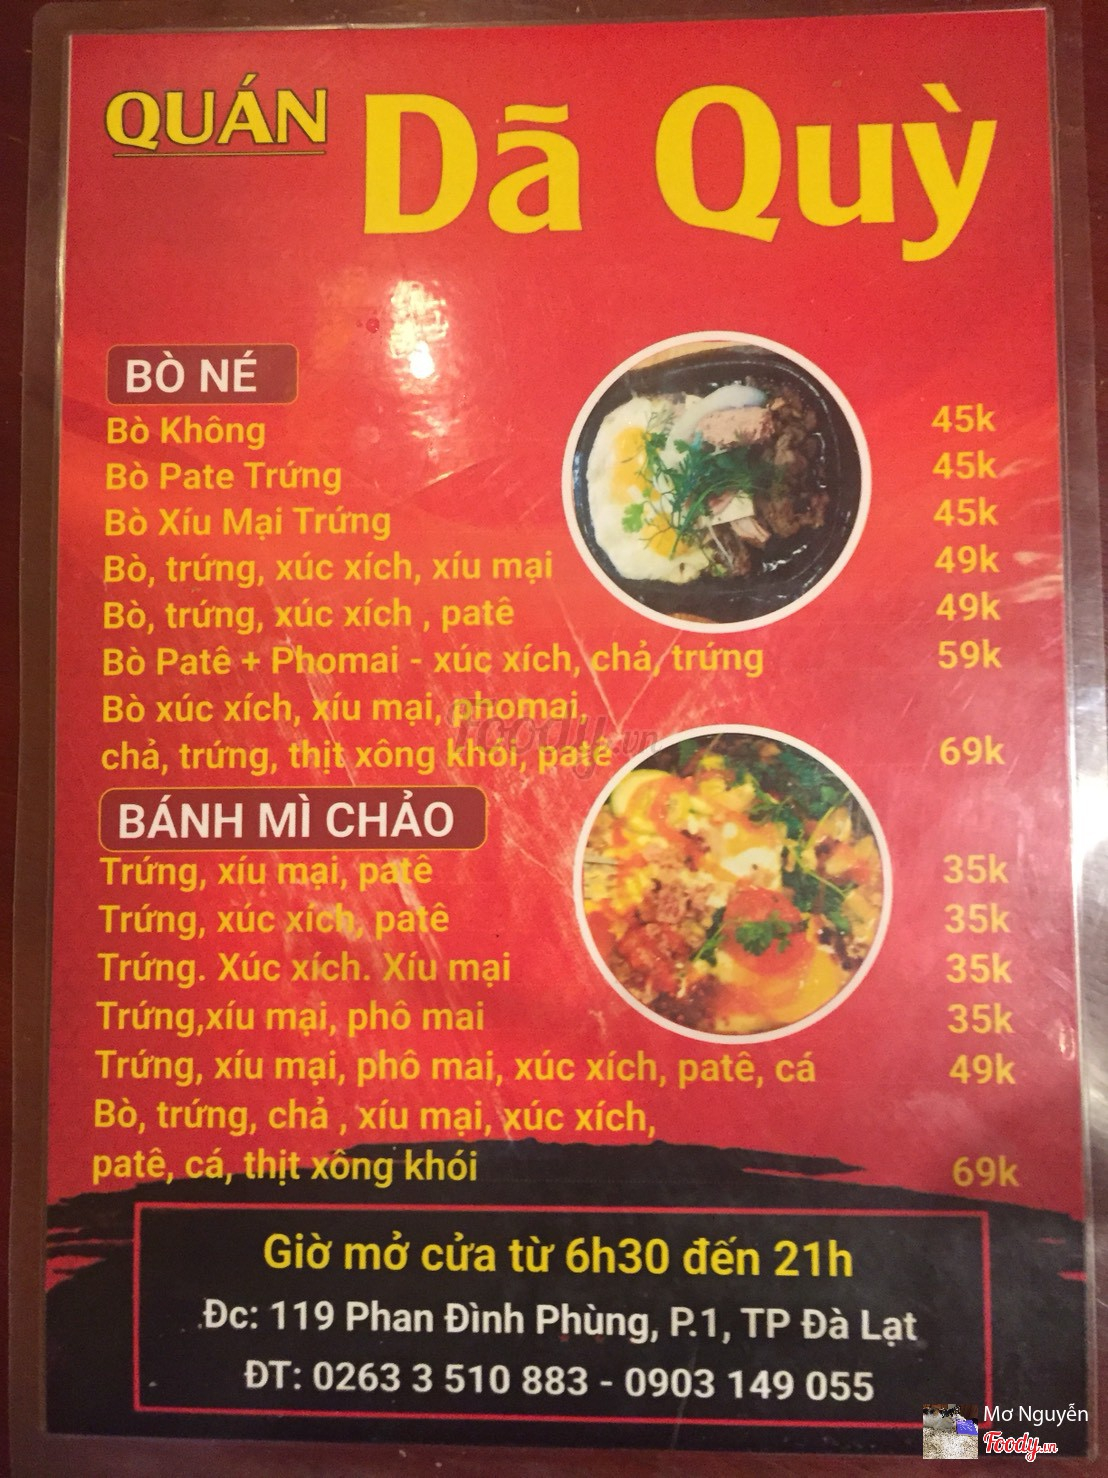 QUÁN Dã Quỳ
BÒ NÉ
Bò Không 45k
Bò Pate Trứng 45k
Bò Xíu Mại Trứng 45k
Bò, trứng, xúc xích, xíu mại 49k
Bò, trứng, xúc xích , patê 49k
Bò Patê + Phomai - xúc xích, chả, trứng 59k
Bò xúc xích, xíu mại, phomai,
chả, trứng, thịt xông khói, patê 69k
BÁNH MÌ CHẢO
Trứng, xíu mại, patê 35k
Trứng, xúc xích, patê 35k
Trứng. Xúc xích. Xíu mại 35k
Trứng,xíu mại, phô mai 35k
Trứng, xíu mại, phô mai, xúc xích, patê, cá 49k
Bò, trứng, chả , xíu mại, xúc xích,
patê, cá, thịt xông khói 69k
Giờ mở cửa từ 6h30 đến 21h
Đc: 119 Phan Đình Phùng, P.1, TP Đà Lạt
ĐT: 0263 3 510 883 - 0903 149 055
Foody.vn
Mơ Nguyễn
Foody.vn